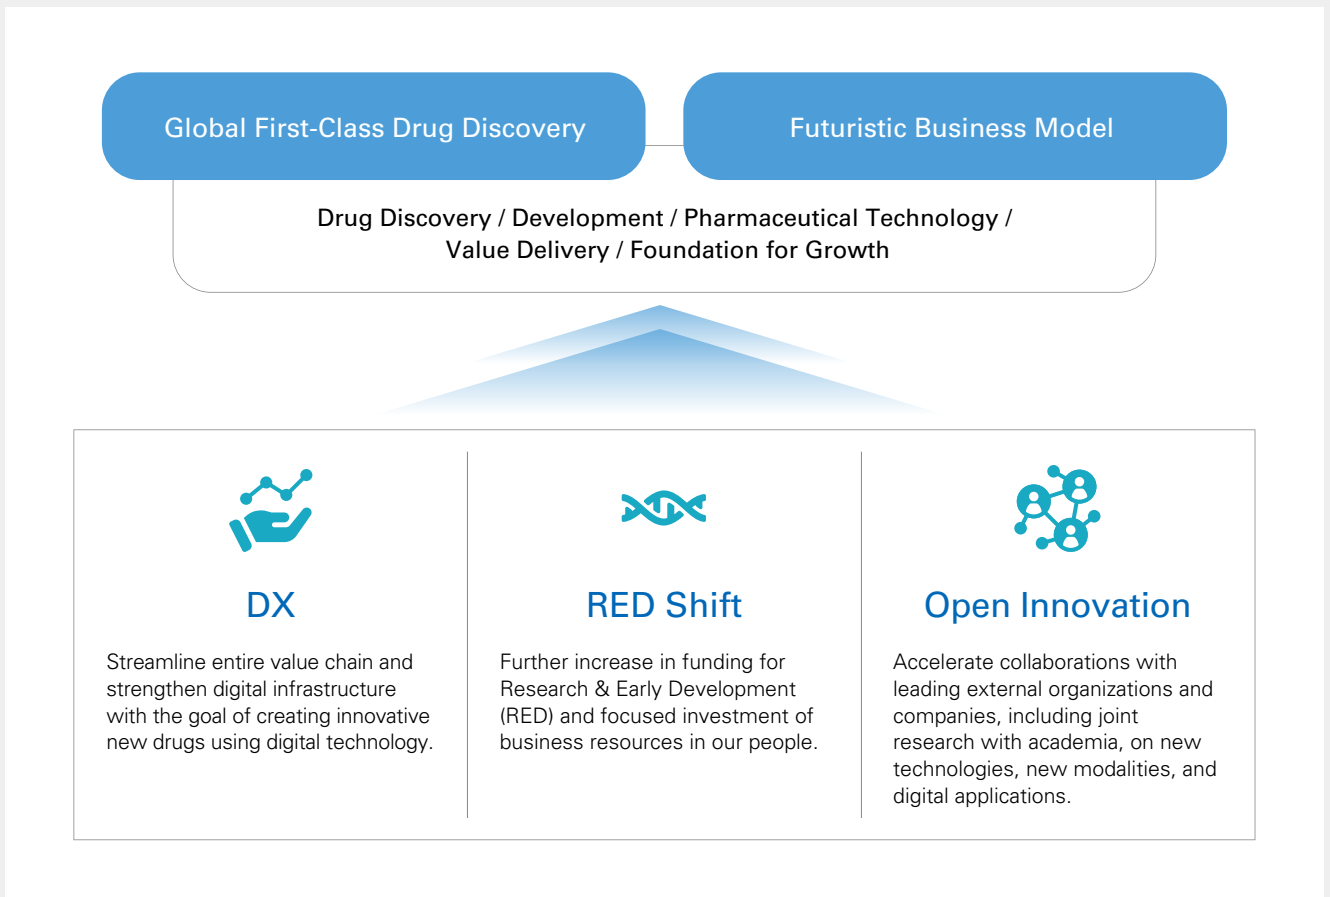 Global First-Class Drug Discovery
Futuristic Business Model
Drug Discovery / Development / Pharmaceutical Technology /
Value Delivery / Foundation for Growth
DX
Streamline entire value chain and
strengthen digital infrastructure
with the goal of creating innovative
new drugs using digital technology.
RED Shift
Further increase in funding for
Research & Early Development
(RED) and focused investment of
business resources in our people.
Open Innovation
Accelerate collaborations with
leading external organizations and
companies, including joint
research with academia, on new
technologies, new modalities, and
digital applications.